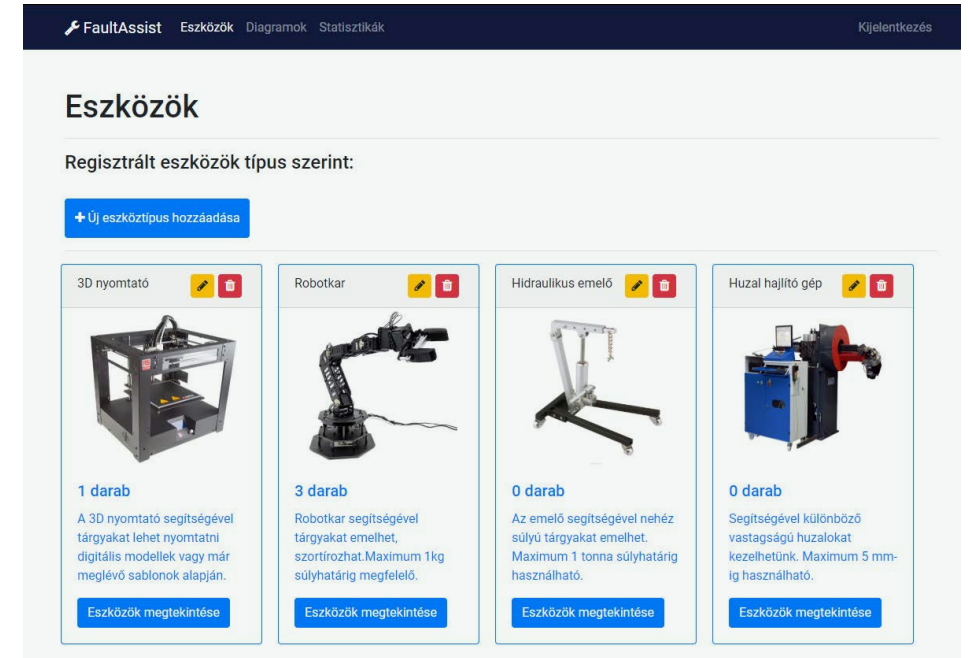 FaultAssist Eszközök Diagramok Statisztikák Kijelentkezés
Eszközök
Regisztrált eszközök típus szerint:
+ Új eszköztípus hozzáadása
3D nyomtató
1 darab
A 3D nyomtató segítségével
tárgyakat lehet nyomtatni
digitális modellek vagy már
meglévő sablonok alapján.
Eszközök megtekintése
Robotkar
3 darab
Robotkar segítségével
tárgyakat emelhet,
szortírozhat.Maximum 1kg
súlyhatárig megfelelő.
Eszközök megtekintése
Hidraulikus emelő
0 darab
Az emelő segítségével nehéz
súlyú tárgyakat emelhet.
Maximum 1 tonna súlyhatárig
használható.
Eszközök megtekintése
Huzal hajlító gép
0 darab
Segítségével különböző
vastagságú huzalokat
kezelhetünk. Maximum 5 mm-
ig használható.
Eszközök megtekintése